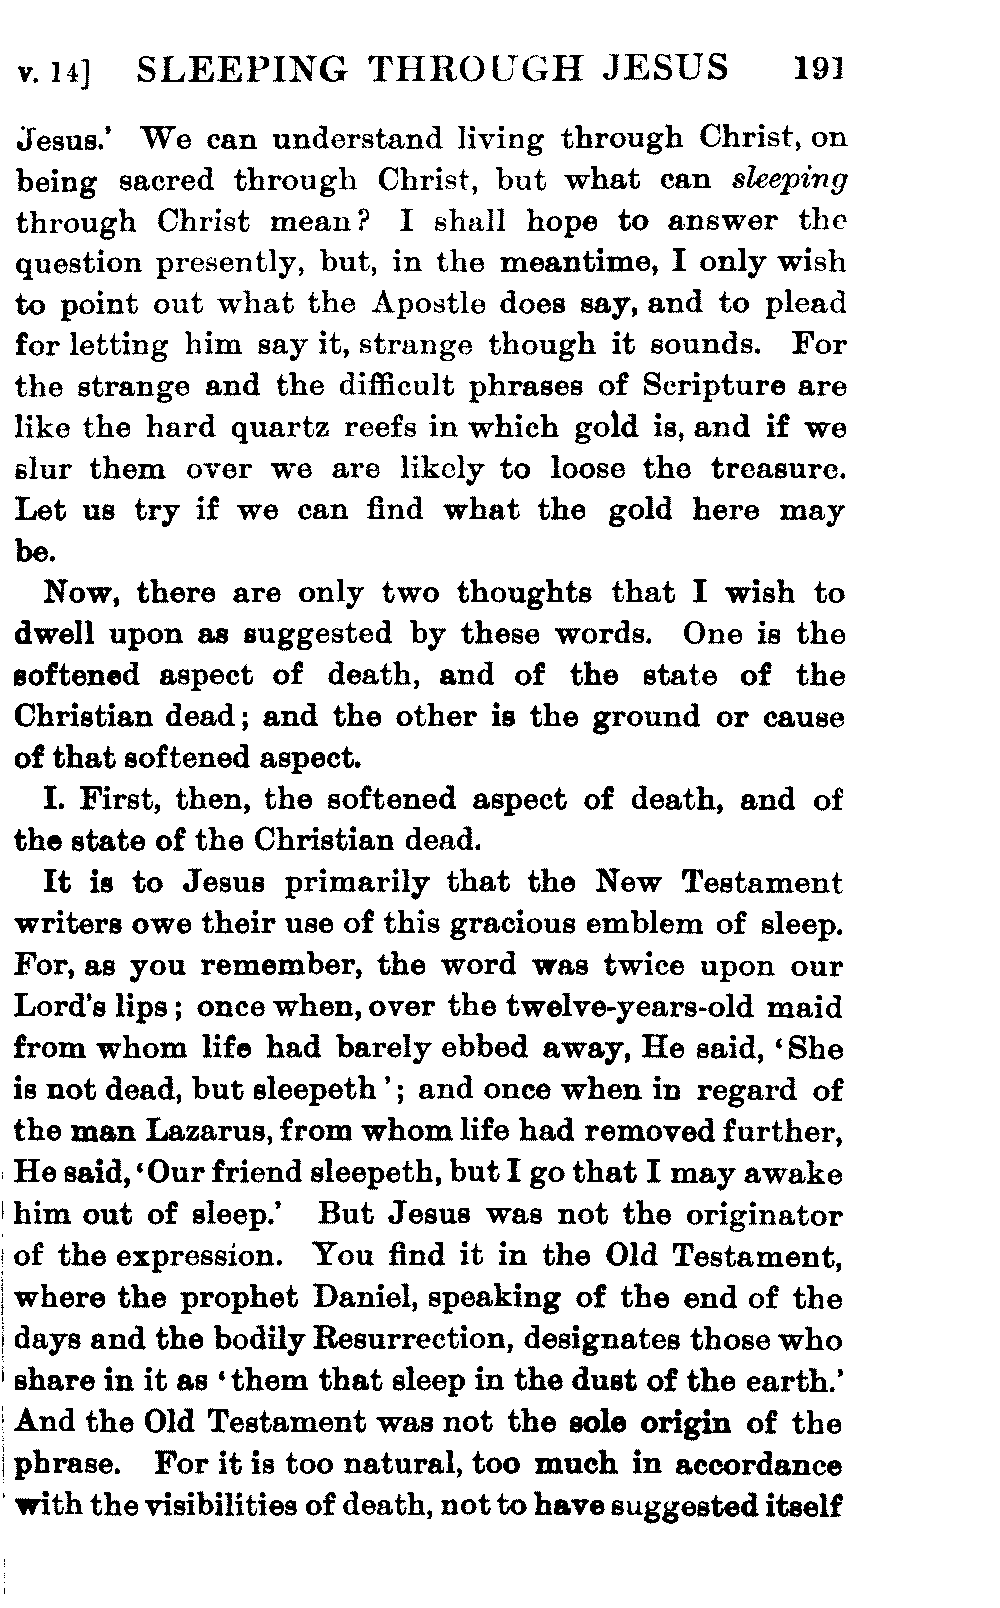 v. 14] SLEEPING THROUGH JESUS 191
Jesus.' We can understand living through Christ, on
being sacred through Christ, but what can sleeping
through Christ mean? I shall hope to answer the
question presently, but, in the meantime, I only wish
to point out what the Apostle does say, and to plead
for letting him say it, strange though it sounds. For
the strange and the difficult phrases of Scripture are
like the hard quartz reefs in which gold is, and if we
slur them over we are likely to loose the treasure.
Let us try if we can find what the gold here may
be.
Now, there are only two thoughts that I wish to
dwell upon as suggested by these words. One is the
softened aspect of death, and of the state of the
Christian dead; and the other is the ground or cause
of that softened aspect.
I. First, then, the softened aspect of death, and of
the state of the Christian dead.
It is to Jesus primarily that the New Testament
writers owe their use of this gracious emblem of sleep.
For, as you remember, the word was twice upon our
Lord's lips; once when, over the twelve-years-old maid
from whom life had barely ebbed away, He said, 'She
is not dead, but sleepeth'; and once when in regard of
the man Lazarus, from whom life had removed further,
He said, 'Our friend sleepeth, but I go that I may awake
him out of sleep.' But Jesus was not the originator
of the expression. You find it in the Old Testament,
where the prophet Daniel, speaking of the end of the
days and the bodily Resurrection, designates those who
share in it as 'them that sleep in the dust of the earth.'
And the Old Testament was not the sole origin of the
phrase. For it is too natural, too much in accordance
with the visibilities of death, not to have suggested itself